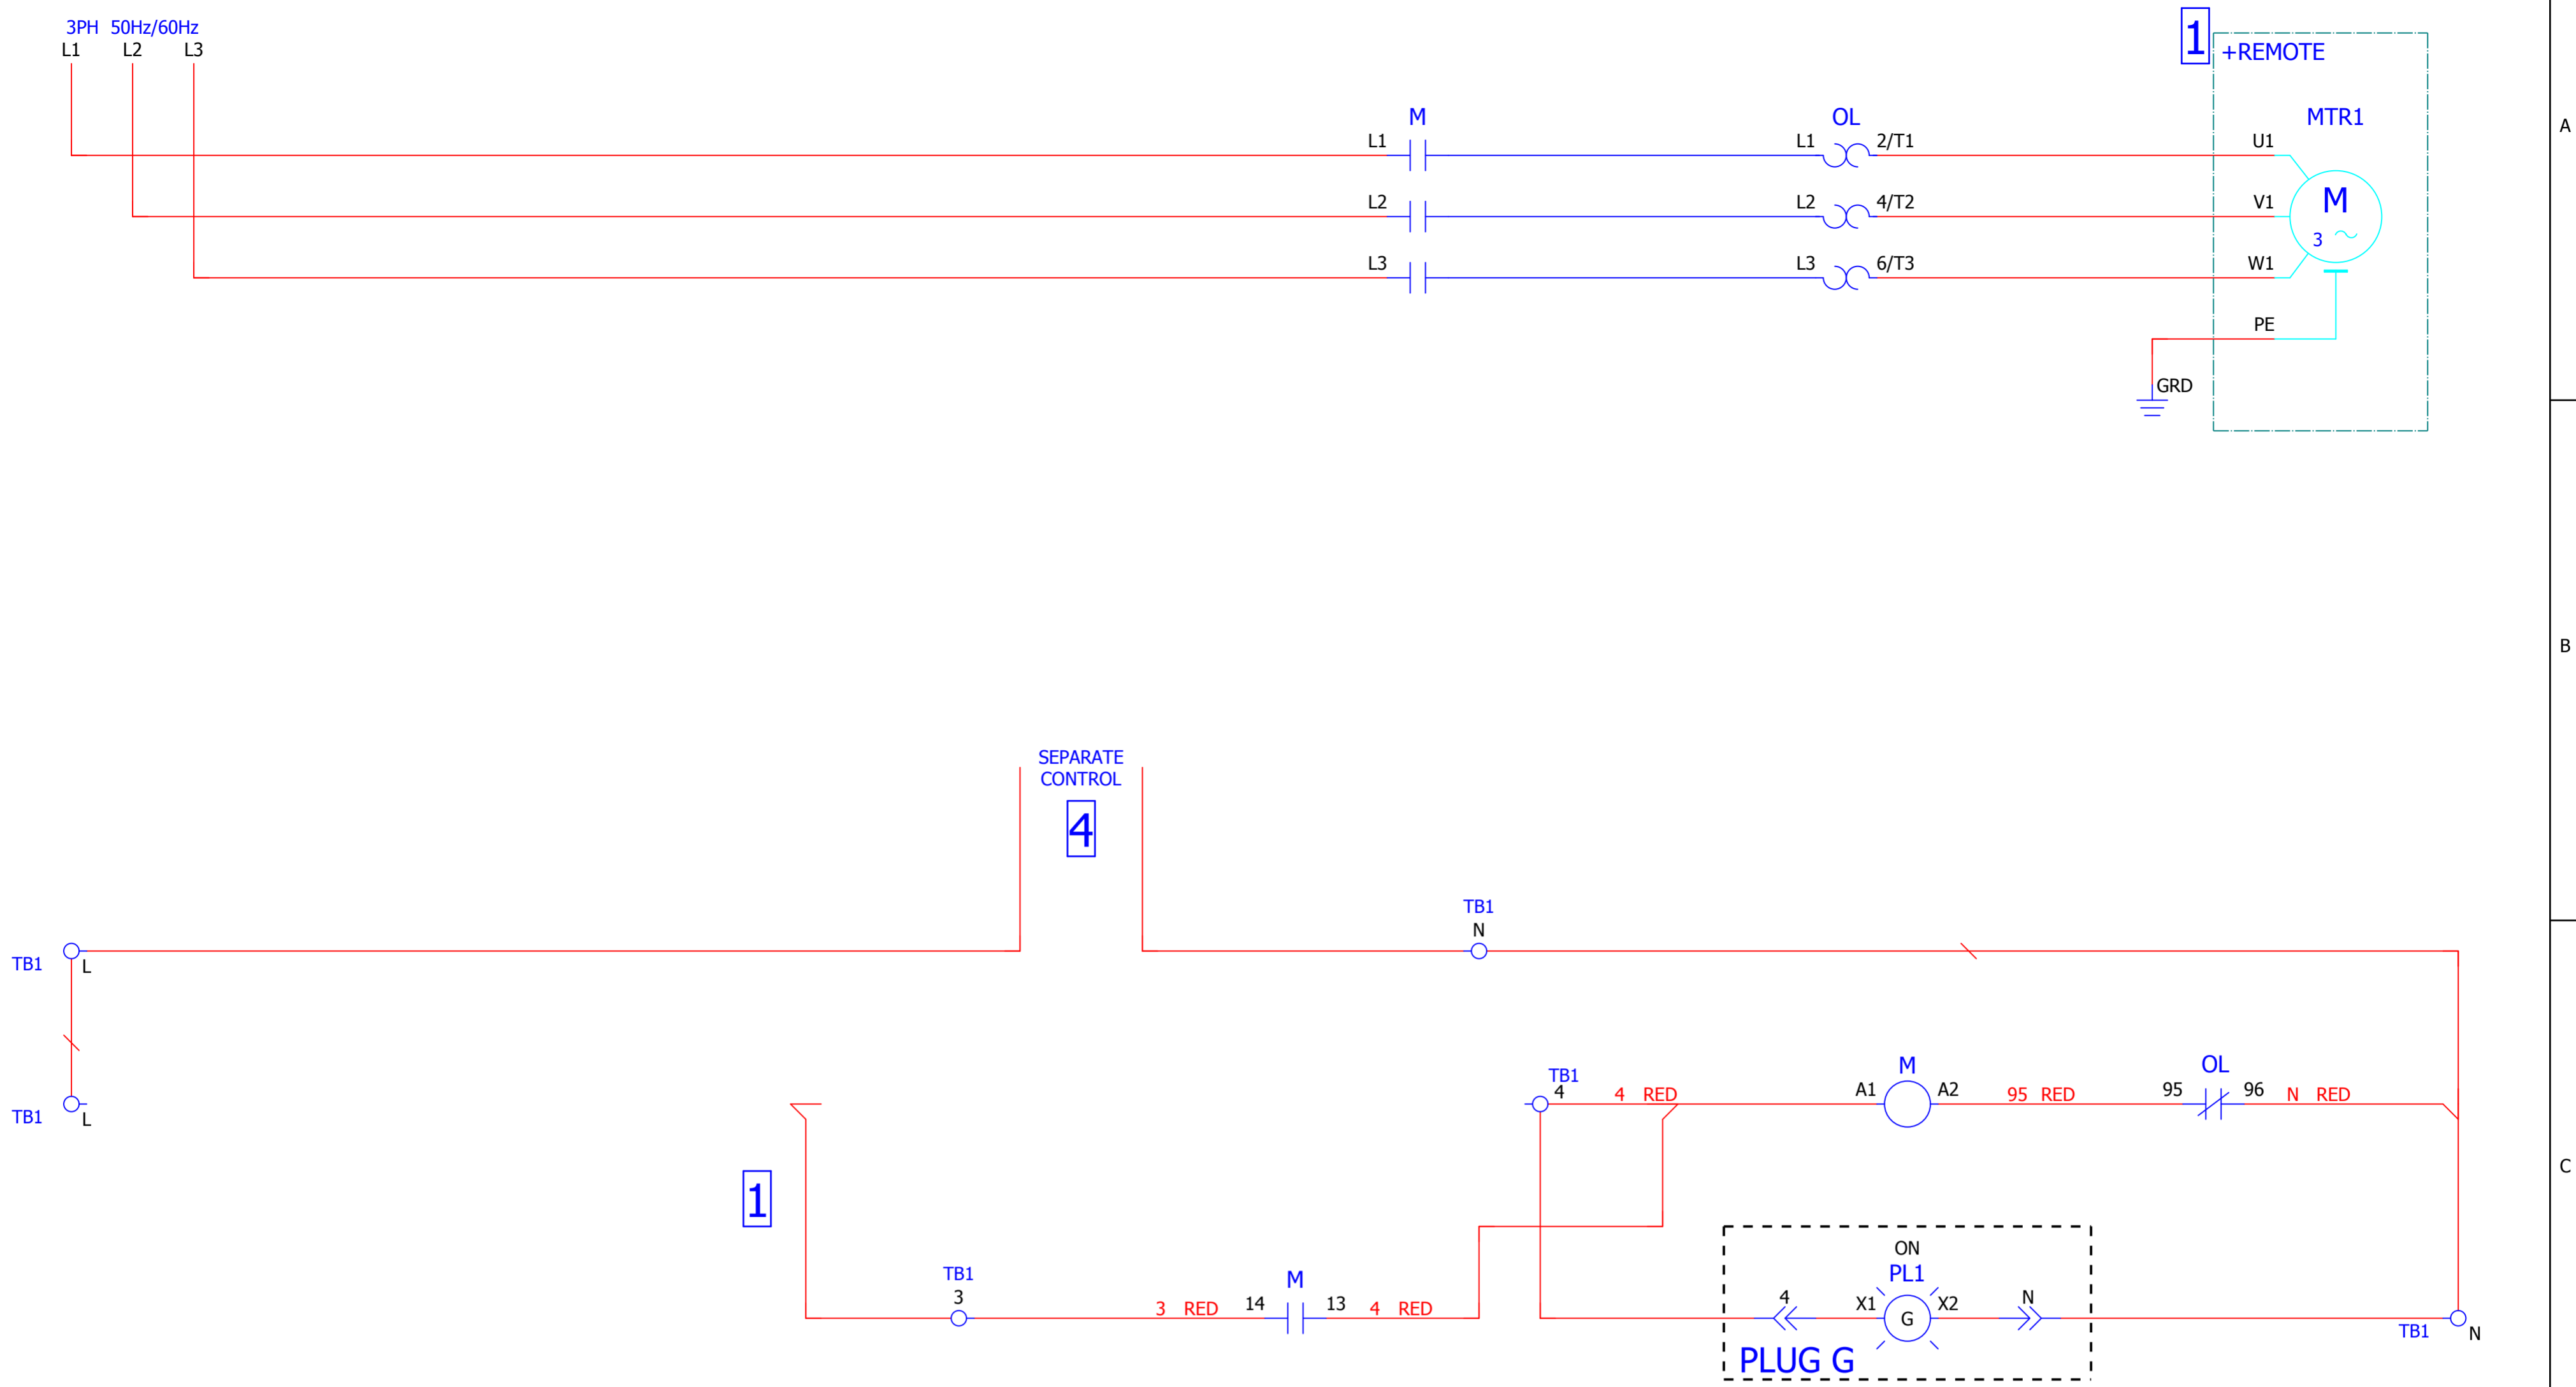 3PH 50Hz/60Hz
L1 L2 L3
1
+REMOTE
M OL MTR1
A
L1 L1 2/T1 U1
L2 L2 4/T2 V1
M
3
L3 L3 6/T3 W1
PE
GRD
B
SEPARATE
CONTROL
4
TB1
N
TB1 L
TB1 L
TB1
4
4 RED
M
A1 A2
95 RED
OL
95 96
N RED
C
1
TB1
3
3 RED
M
14 13
4 RED
ON
PL1
4 X1 X2 N
G
PLUG G
TB1 N